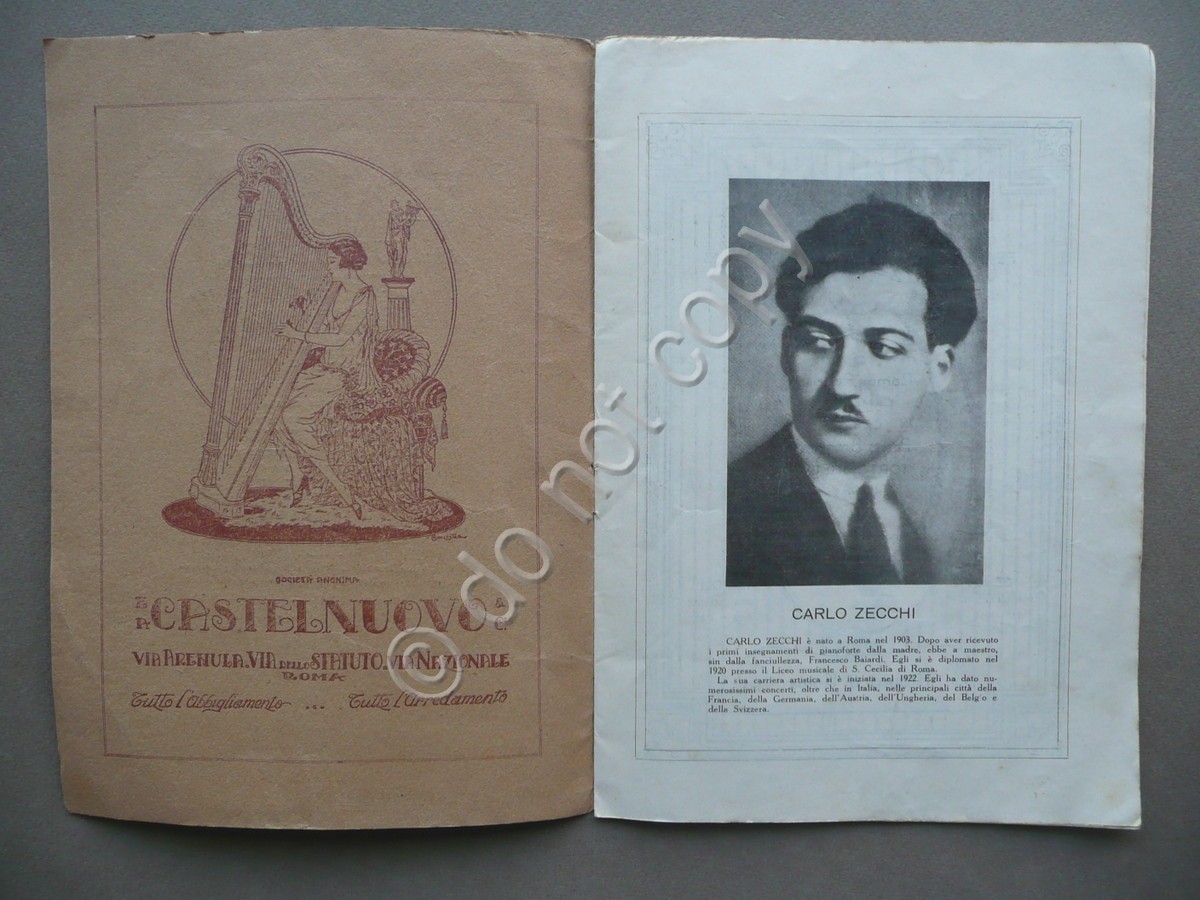 SOCIETÀ ANONIMA
CASTELNUOVO
VIA ARENULA. VIA DELLO STATUTO. VIA NAZIONALE
ROMA
Tutto l'Abbigliamento ... Tutto l'Arredamento
CARLO ZECCHI
CARLO ZECCHI è nato a Roma nel 1903. Dopo aver ricevuto
i primi insegnamenti di pianoforte dalla madre, ebbe a maestro,
sin dalla fanciullezza, Francesco Baiardi. Egli si è diplomato nel
1920 presso il Liceo musicale di S. Cecilia di Roma.
La sua carriera artistica si è iniziata nel 1922. Egli ha dato nu-
merosissimi concerti, oltre che in Italia, nelle principali città della
Francia, della Germania, dell'Austria, dell'Ungheria, del Belgio e
della Svizzera.
© do not copy